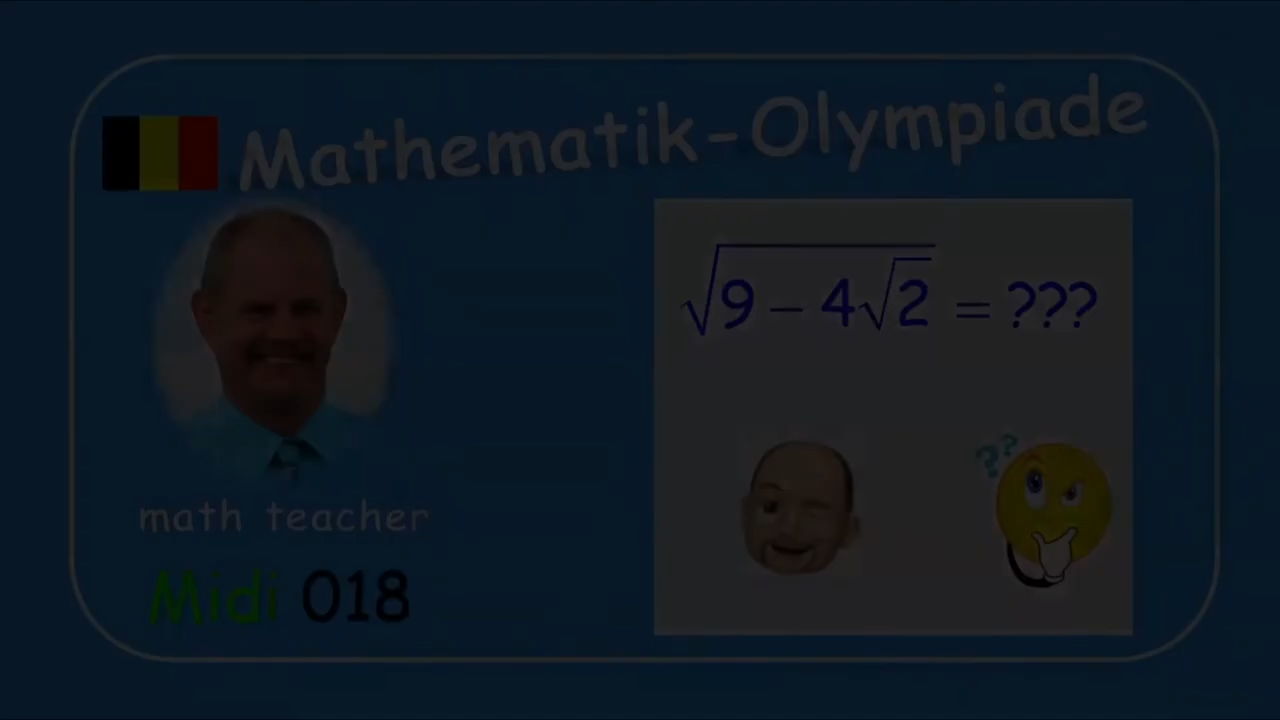 Mathematik-Olympiade
√(9 – 4√2) = ???
??
math teacher
Midi 018